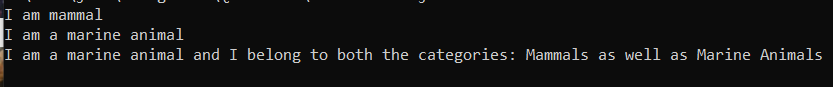 I am mammal
I am a marine animal
I am a marine animal and I belong to both the categories: Mammals as well as Marine Animals